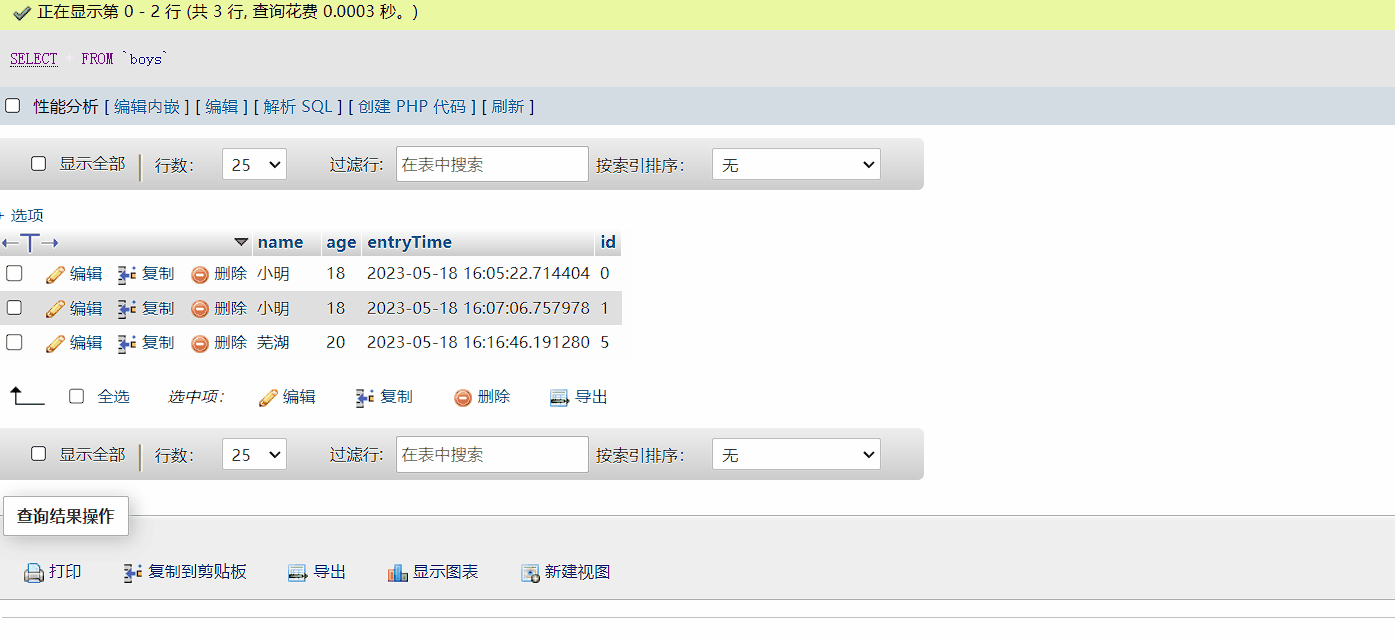 正在显示第 0 - 2 行 (共 3 行, 查询花费 0.0003 秒。)
SELECT * FROM `boys`
性能分析 [ 编辑内嵌 ] [ 编辑 ] [ 解析 SQL ] [ 创建 PHP 代码 ] [ 刷新 ]
显示全部 行数: 25 过滤行: 在表中搜索 按索引排序: 无
+ 选项
←T→ name age entryTime id
编辑 复制 删除 小明 18 2023-05-18 16:05:22.714404 0
编辑 复制 删除 小明 18 2023-05-18 16:07:06.757978 1
编辑 复制 删除 芜湖 20 2023-05-18 16:16:46.191280 5
全选 选中项: 编辑 复制 删除 导出
显示全部 行数: 25 过滤行: 在表中搜索 按索引排序: 无
查询结果操作
打印 复制到剪贴板 导出 显示图表 新建视图